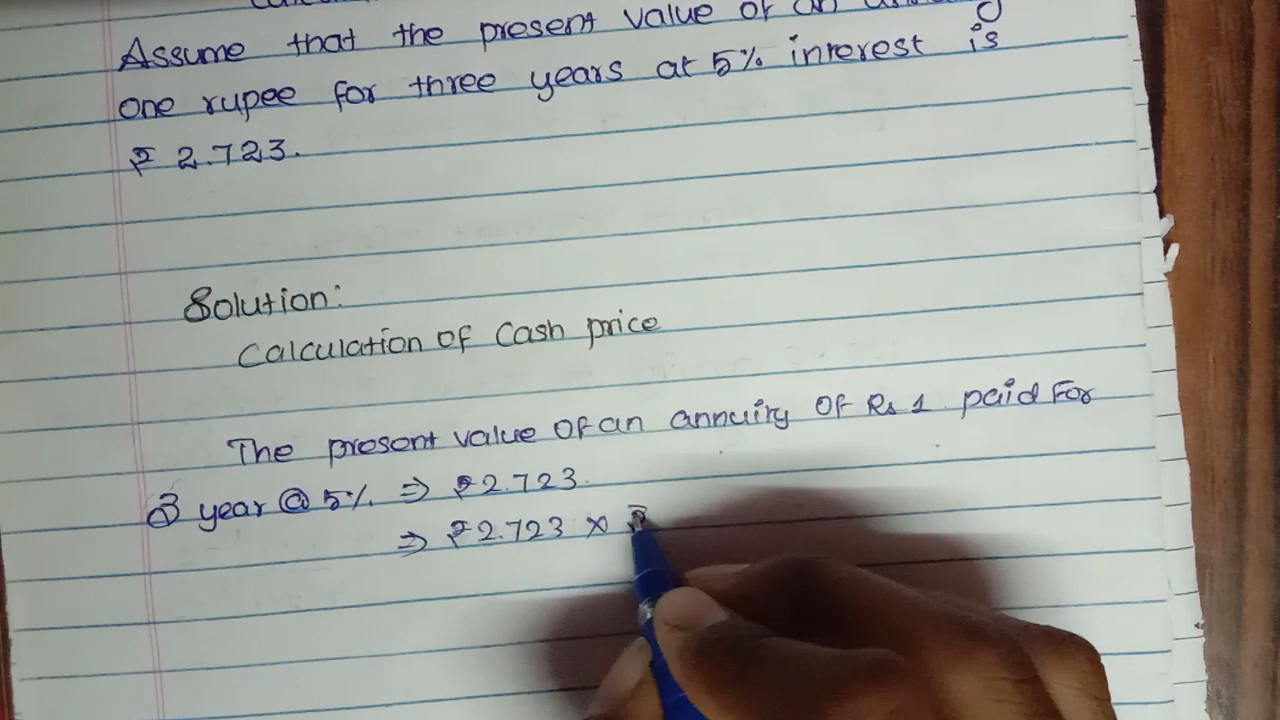 Assume that the present value of an
one rupee for three years at 5% interest is
₹ 2.723.
Solution:
Calculation of Cash price
The present value of an annuity of Rs 1 paid for
3 year @ 5% ⇒ ₹2.723.
⇒ ₹2.723 × ₹